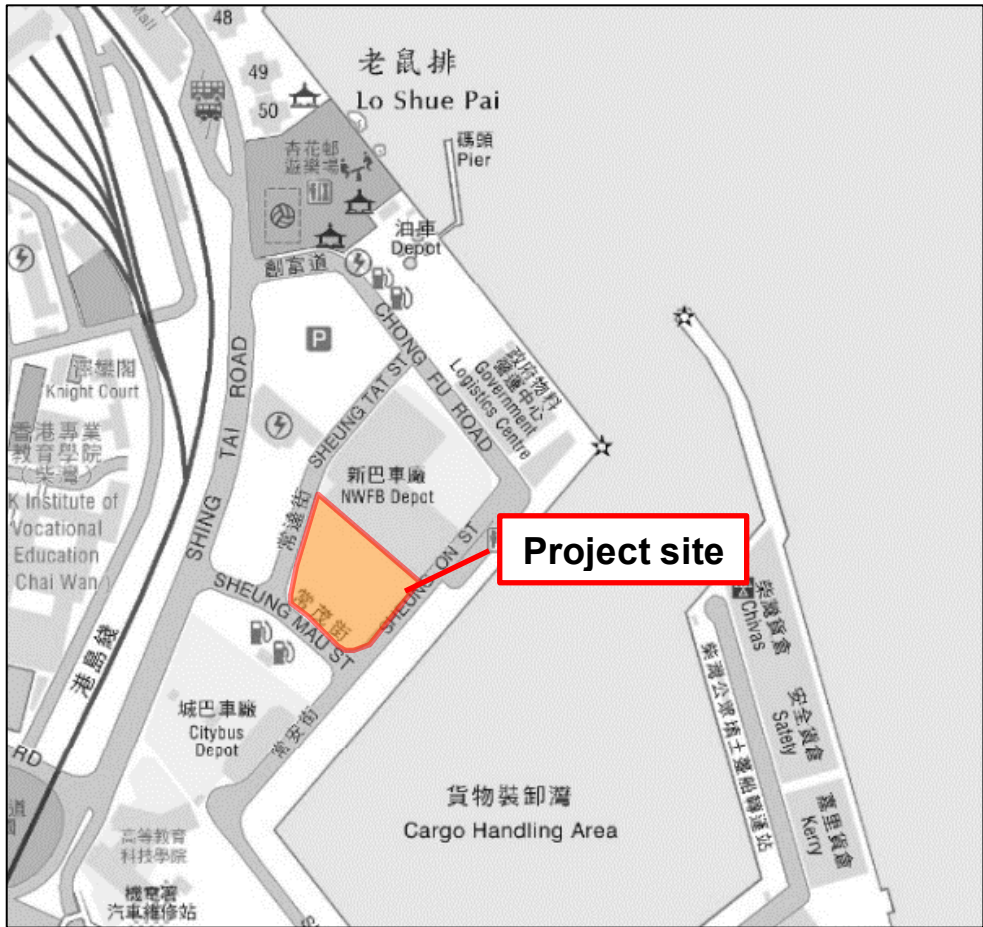 Mall
48
49
50
老鼠排
Lo Shue Pai
碼頭
Pier
杏花邨
遊樂場
油庫
Depot
創富道
CHONG FU ROAD
P
SHING TAI ROAD
SHEUNG TAT ST
常達街
政府物料
營運中心
Government
Logistics Centre
Knight Court
香港專業
教育學院
(柴灣)
K Institute of
Vocational
Education
Chai Wan )
新巴車廠
NWFB Depot
Project site
SHEUNG ON ST
常安街
SHEUNG MAU ST
常茂街
港島綫
城巴車廠
Citybus
Depot
RD
道
高等教育
科技學院
機電署
汽車維修站
貨物裝卸灣
Cargo Handling Area
柴灣貨倉
Chivas
安全貨倉
Safety
嘉里貨倉
Kerry
柴灣公眾填土躉船轉運站